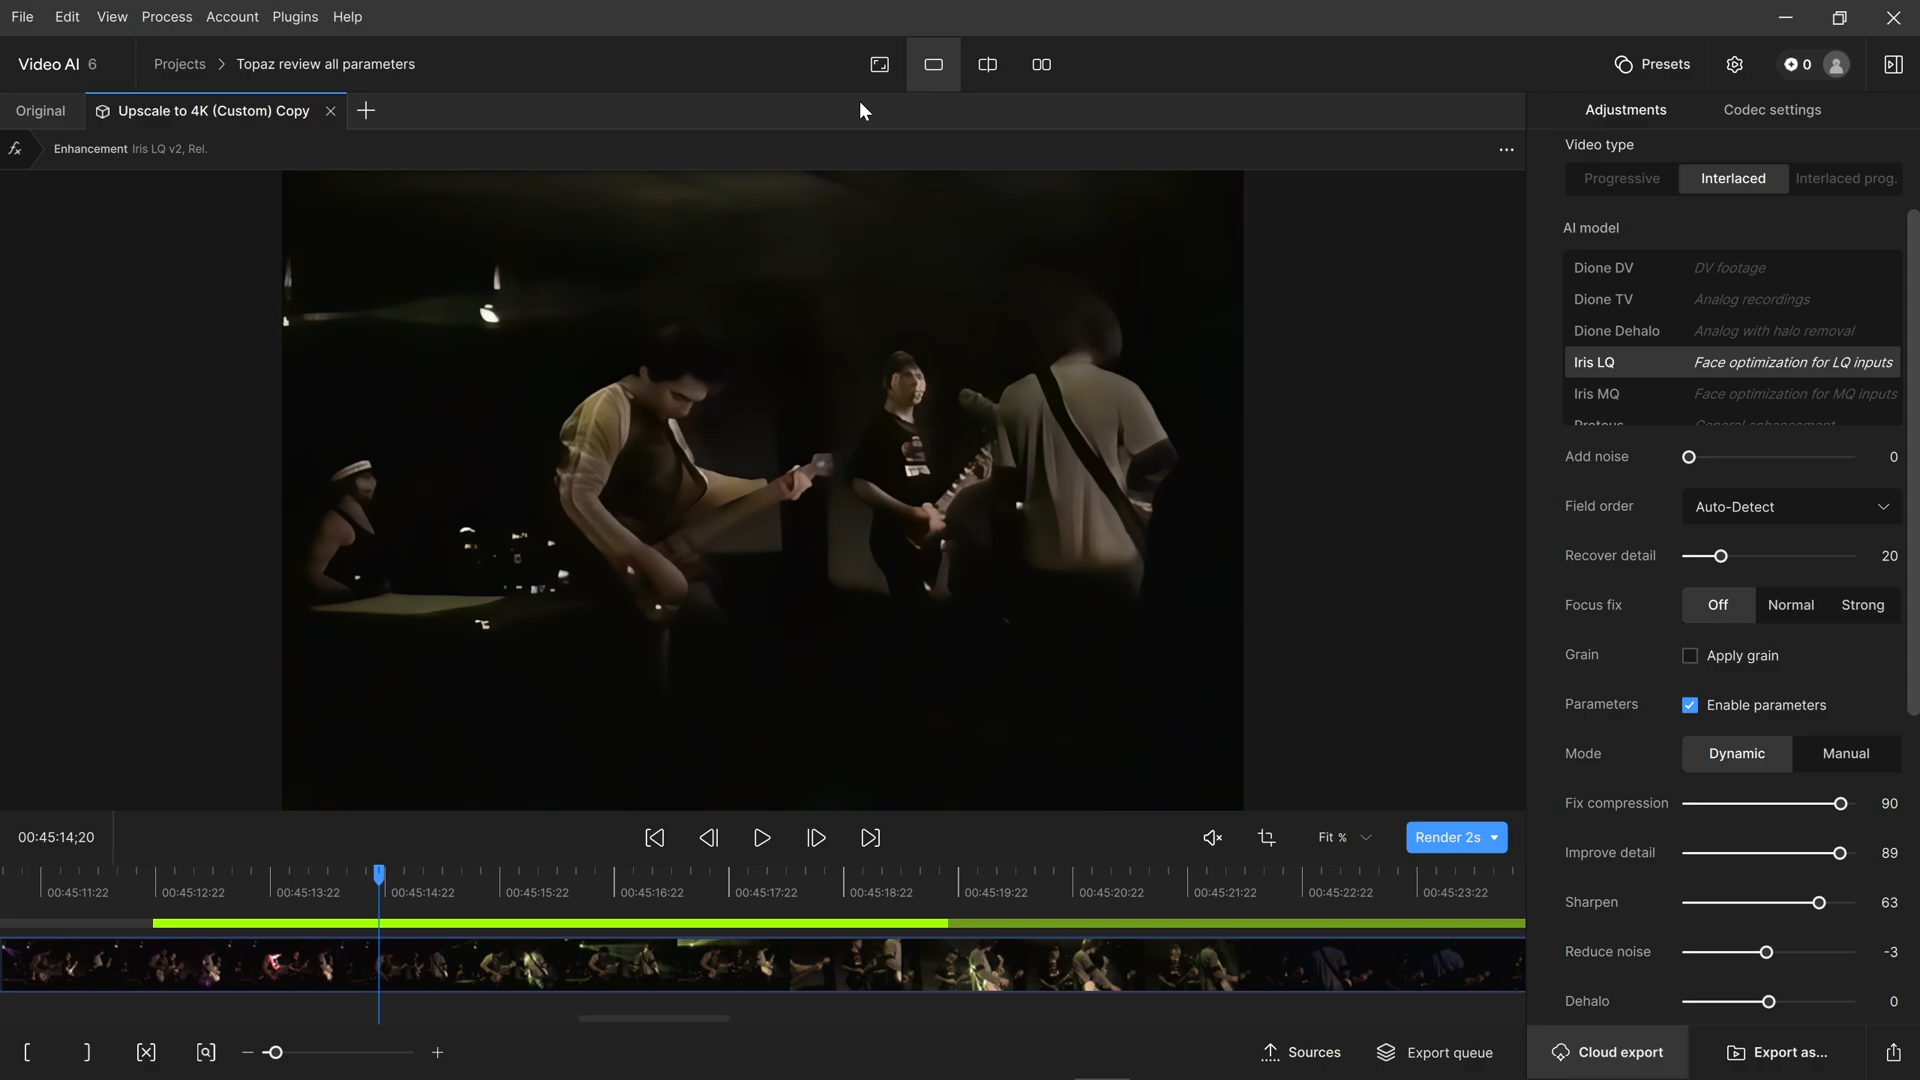 File Edit View Process Account Plugins Help
Video AI 6 Projects > Topaz review all parameters Presets 0
Original Upscale to 4K (Custom) Copy
Adjustments Codec settings
fx Enhancement Iris LQ v2, Rel. ...
Video type
Progressive Interlaced Interlaced prog.
AI model
Dione DV DV footage
Dione TV Analog recordings
Dione Dehalo Analog with halo removal
Iris LQ Face optimization for LQ inputs
Iris MQ Face optimization for MQ inputs
Proteus General enhancement
Add noise 0
Field order Auto-Detect
Recover detail 20
Focus fix Off Normal Strong
Grain Apply grain
Parameters Enable parameters
Mode Dynamic Manual
Fix compression 90
Improve detail 89
Sharpen 63
Reduce noise -3
Dehalo 0
00:45:14;20 Fit % Render 2s
00:45:11;22 00:45:12;22 00:45:13;22 00:45:14;22 00:45:15;22 00:45:16;22 00:45:17;22 00:45:18;22 00:45:19;22 00:45:20;22 00:45:21;22 00:45:22;22 00:45:23;22
Sources Export queue Cloud export Export as...